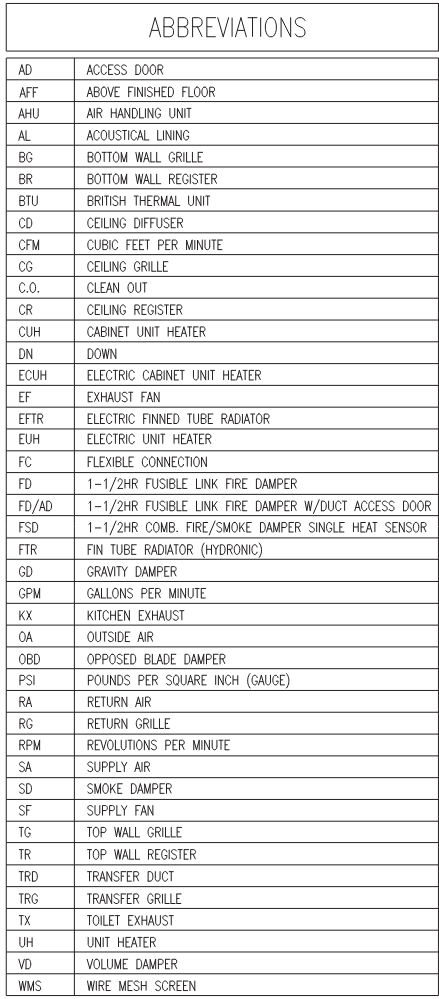 ABBREVIATIONS
AD ACCESS DOOR
AFF ABOVE FINISHED FLOOR
AHU AIR HANDLING UNIT
AL ACOUSTICAL LINING
BG BOTTOM WALL GRILLE
BR BOTTOM WALL REGISTER
BTU BRITISH THERMAL UNIT
CD CEILING DIFFUSER
CFM CUBIC FEET PER MINUTE
CG CEILING GRILLE
C.O. CLEAN OUT
CR CEILING REGISTER
CUH CABINET UNIT HEATER
DN DOWN
ECUH ELECTRIC CABINET UNIT HEATER
EF EXHAUST FAN
EFTR ELECTRIC FINNED TUBE RADIATOR
EUH ELECTRIC UNIT HEATER
FC FLEXIBLE CONNECTION
FD 1-1/2HR FUSIBLE LINK FIRE DAMPER
FD/AD 1-1/2HR FUSIBLE LINK FIRE DAMPER W/DUCT ACCESS DOOR
FSD 1-1/2HR COMB. FIRE/SMOKE DAMPER SINGLE HEAT SENSOR
FTR FIN TUBE RADIATOR (HYDRONIC)
GD GRAVITY DAMPER
GPM GALLONS PER MINUTE
KX KITCHEN EXHAUST
OA OUTSIDE AIR
OBD OPPOSED BLADE DAMPER
PSI POUNDS PER SQUARE INCH (GAUGE)
RA RETURN AIR
RG RETURN GRILLE
RPM REVOLUTIONS PER MINUTE
SA SUPPLY AIR
SD SMOKE DAMPER
SF SUPPLY FAN
TG TOP WALL GRILLE
TR TOP WALL REGISTER
TRD TRANSFER DUCT
TRG TRANSFER GRILLE
TX TOILET EXHAUST
UH UNIT HEATER
VD VOLUME DAMPER
WMS WIRE MESH SCREEN